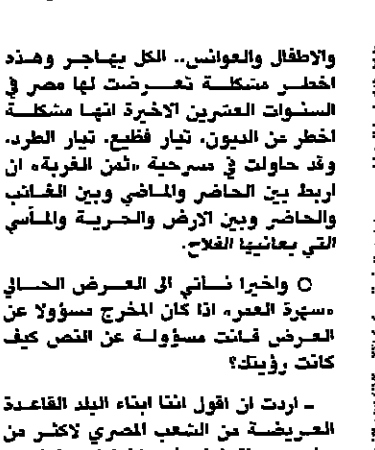 والاطفال والعوانس.. الكل يهاجر وهذه
اخطر مشكلة تعرضت لها مصر في
السنوات العشرين الاخيرة انها مشكلة
اخطر من الديون. تيار فظيع. تيار الطرد.
وقد حاولت في مسرحية «ثمن الغربة» ان
اربط بين الحاضر والماضي وبين الغائب
والحاضر وبين الارض والحرية والمآسي
التي يعانيها الفلاح.
○ واخيرا نأتي الى العرض الحالي
«سهرة العمر» اذا كان المخرج مسؤولا عن
العرض فأنت مسؤولة عن النص كيف
كانت رؤيتك؟
ـ اردت ان اقول اننا ابناء البلد القاعدة
العريضة من الشعب المصري لاكثر من